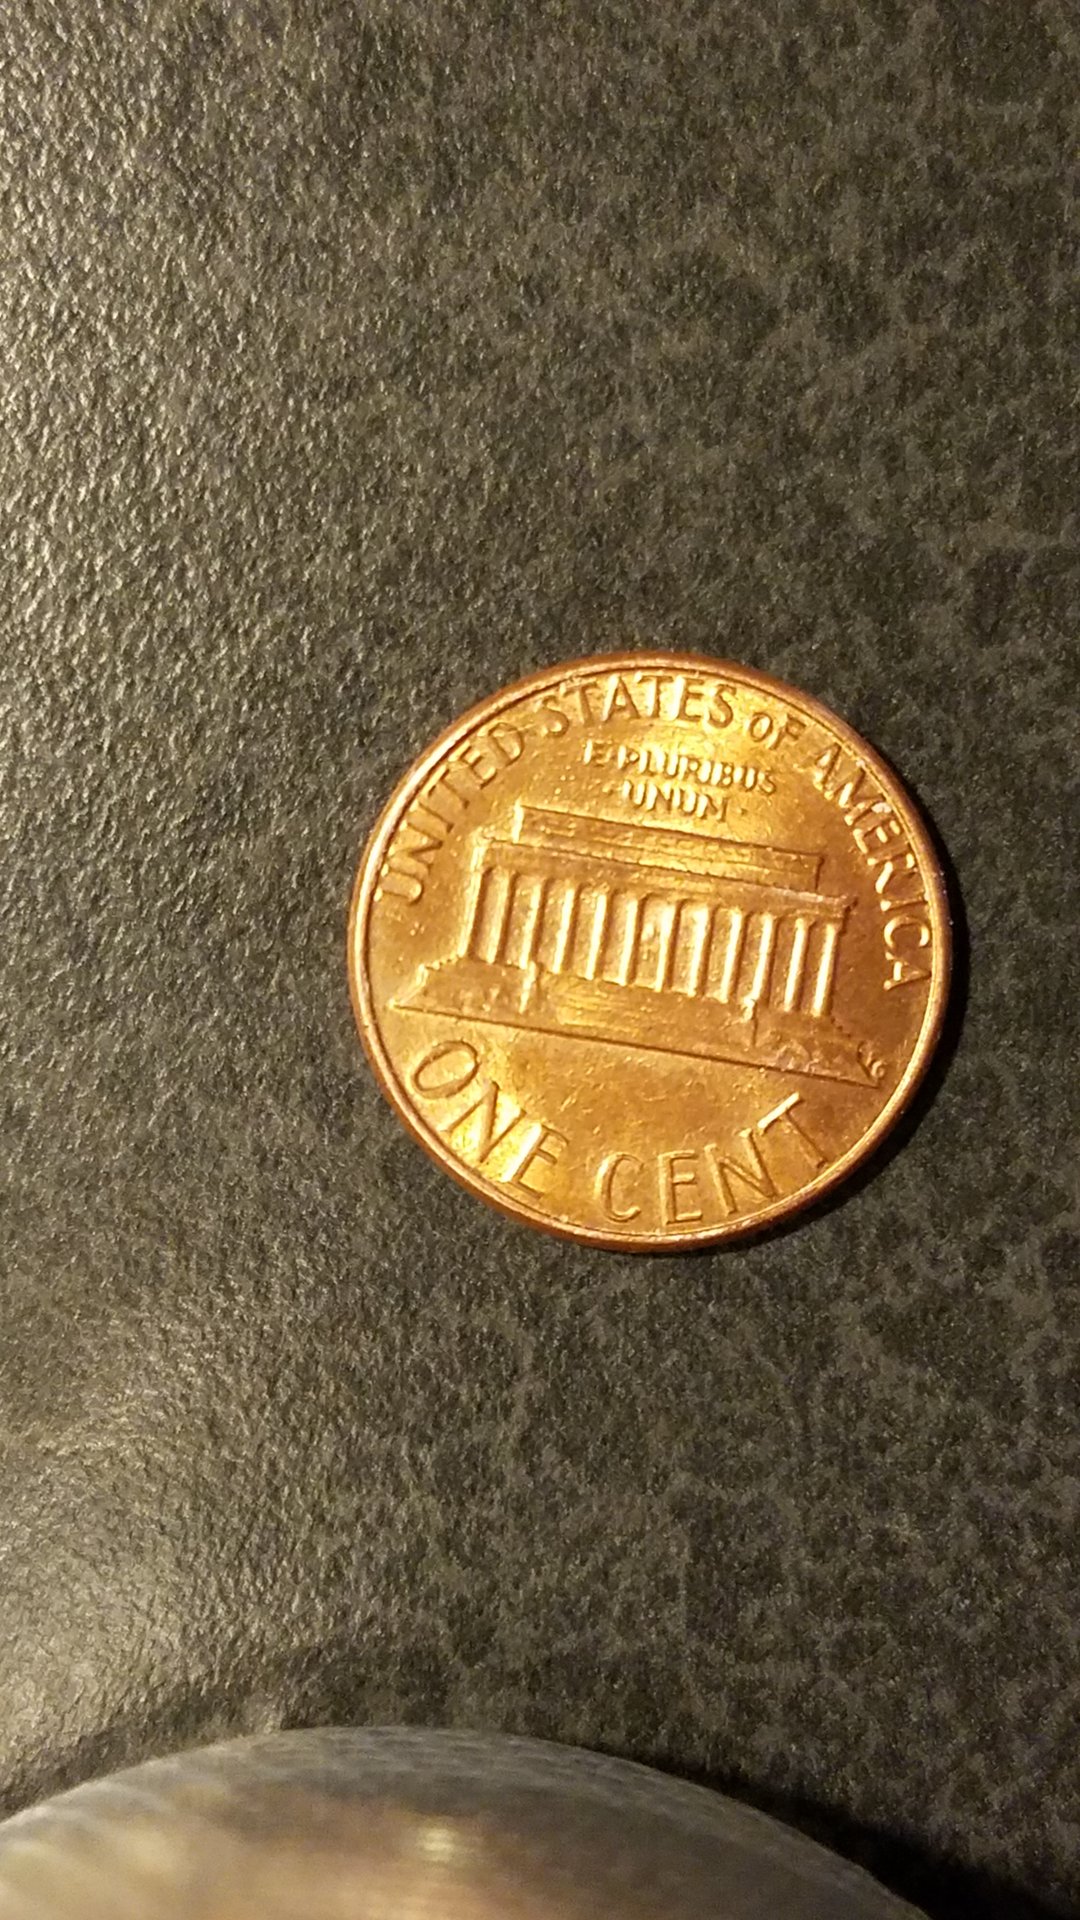 UNITED STATES OF AMERICA
E PLURIBUS
·UNUM·
ONE CENT